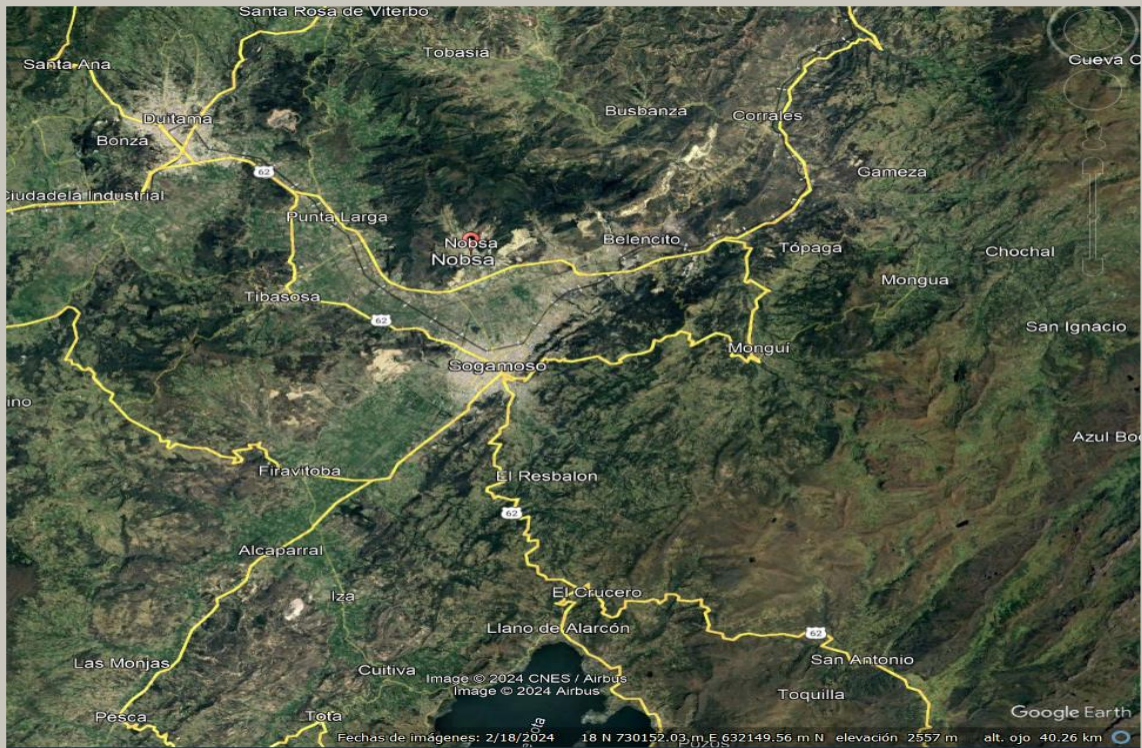 Santa Rosa de Viterbo
Tobasia
Santa Ana
Cueva C
Duitama
Busbanza
Corrales
Bonza
62
Gameza
Ciudadela Industrial
Punta Larga
Nobsa
Nobsa
Belencito
Tópaga
Chochal
Mongua
Tibasosa
62
San Ignacio
Monguí
Sogamoso
ino
Azul Bo
Firavitoba
El Resbalon
62
Alcaparral
El Crucero
Iza
Llano de Alarcón
62
Las Monjas
San Antonio
Cuitiva
Image © 2024 CNES / Airbus
Image © 2024 Airbus
Toquilla
Pesca
Tota
ota
Google Earth
Fechas de imágenes: 2/18/2024 18 N 730152.03 m E 632149.56 m N elevación 2557 m alt. ojo 40.26 km
Pozos